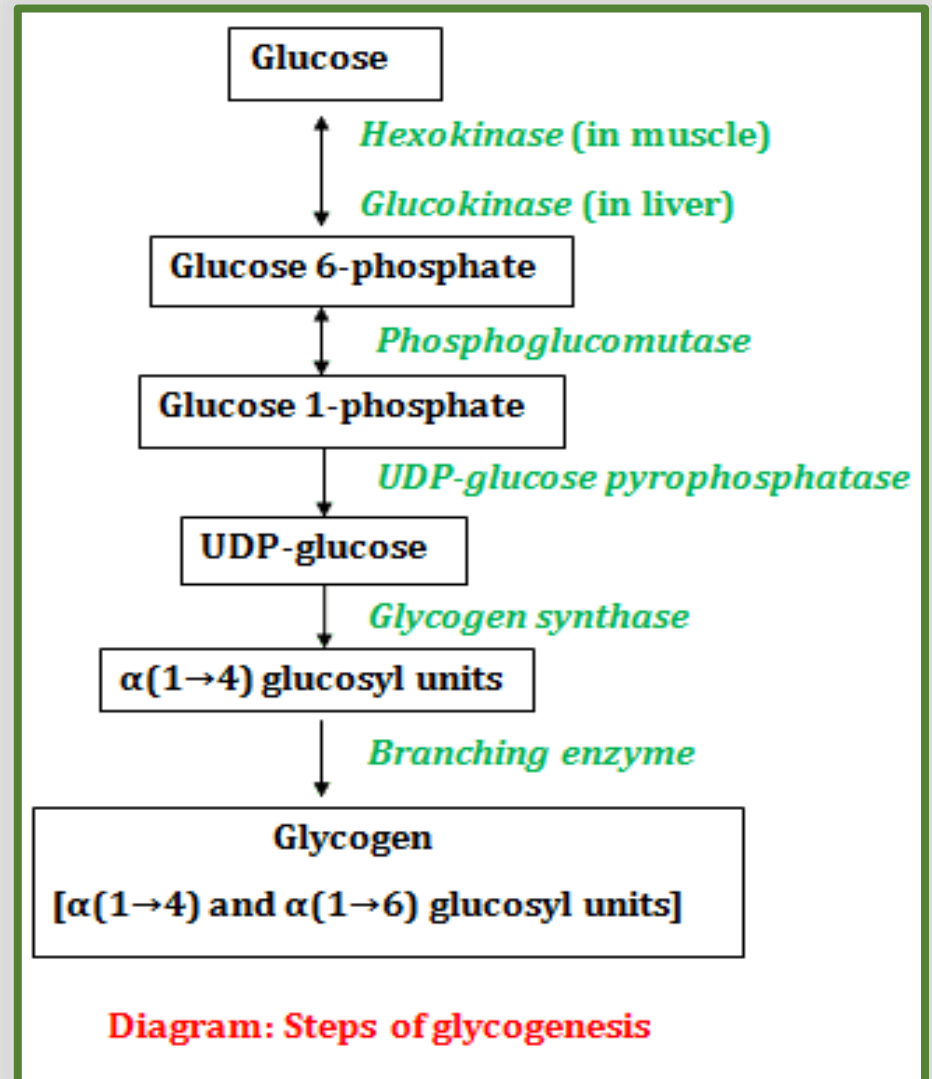 Glucose
Hexokinase (in muscle)
Glucokinase (in liver)
Glucose 6-phosphate
Phosphoglucomutase
Glucose 1-phosphate
UDP-glucose pyrophosphatase
UDP-glucose
Glycogen synthase
α(1→4) glucosyl units
Branching enzyme
Glycogen
[α(1→4) and α(1→6) glucosyl units]
Diagram: Steps of glycogenesis